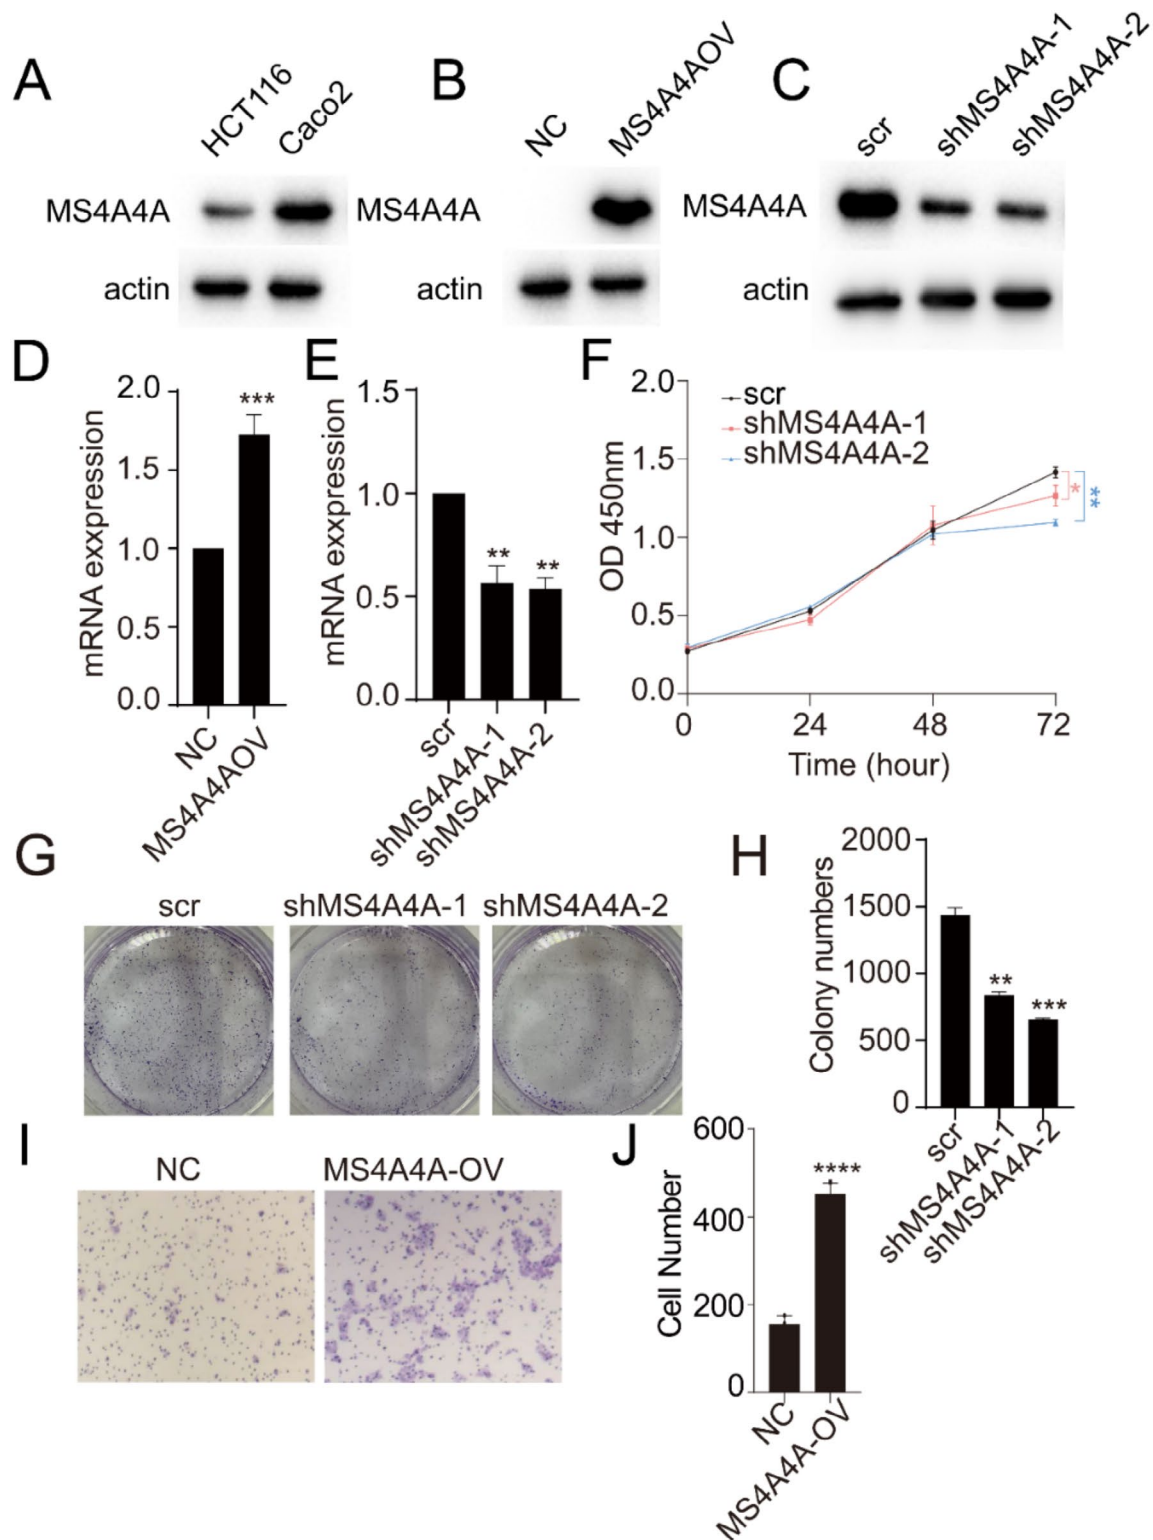 A
HCT116
Caco2
MS4A4A
actin
B
NC
MS4A4AOV
MS4A4A
actin
C
scr
shMS4A4A-1
shMS4A4A-2
MS4A4A
actin
D
mRNA exxpression
2.0
1.5
1.0
0.5
0.0
***
NC
MS4A4AOV
E
mRNA exxpression
1.5
1.0
0.5
0.0
**
**
scr
shMS4A4A-1
shMS4A4A-2
F
OD 450nm
2.0
1.5
1.0
0.5
0.0
scr
shMS4A4A-1
shMS4A4A-2
*
**
0 24 48 72
Time (hour)
G
scr shMS4A4A-1 shMS4A4A-2
H
Colony numbers
2000
1500
1000
500
0
**
***
scr
shMS4A4A-1
shMS4A4A-2
I
NC MS4A4A-OV
J
Cell Number
600
400
200
0
****
NC
MS4A4A-OV